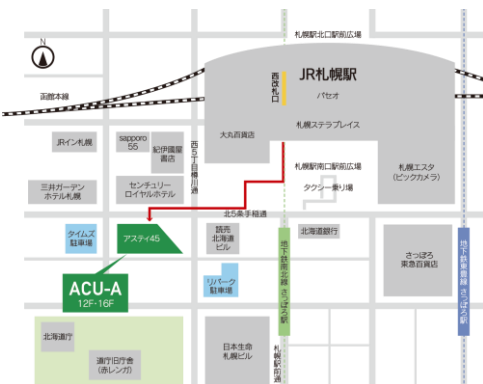 札幌駅北口駅前広場
N
JR札幌駅
西改札口
パセオ
函館本線
札幌ステラプレイス
大丸百貨店
JRイン札幌
sapporo
55
紀伊國屋
書店
西5丁目樽川通
札幌駅南口駅前広場
札幌エスタ
(ビックカメラ)
三井ガーデン
ホテル札幌
センチュリー
ロイヤルホテル
タクシー乗り場
北5条手稲通
タイムズ
駐車場
アスティ45
読売
北海道
ビル
北海道銀行
地下鉄南北線 さっぽろ駅
さっぽろ
東急百貨店
地下鉄東豊線 さっぽろ駅
ACU-A
12F-16F
リパーク
駐車場
北海道庁
道庁旧庁舎
(赤レンガ)
日本生命
札幌ビル
札幌駅前通